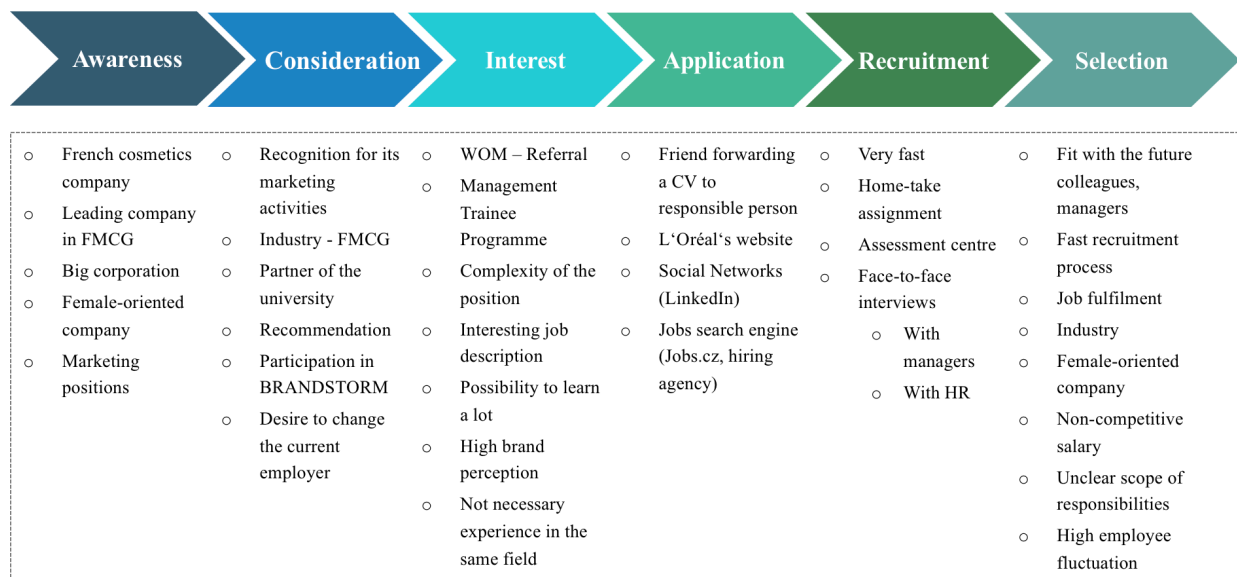 Awareness
Consideration
Interest
Application
Recruitment
Selection
o French cosmetics
company
o Leading company
in FMCG
o Big corporation
o Female-oriented
company
o Marketing
positions
o Recognition for its
marketing
activities
o Industry - FMCG
o Partner of the
university
o Recommendation
o Participation in
BRANDSTORM
o Desire to change
the current
employer
o WOM – Referral
o Management
Trainee
Programme
o Complexity of the
position
o Interesting job
description
o Possibility to learn
a lot
o High brand
perception
o Not necessary
experience in the
same field
o Friend forwarding
a CV to
responsible person
o L‘Oréal‘s website
o Social Networks
(LinkedIn)
o Jobs search engine
(Jobs.cz, hiring
agency)
o Very fast
o Home-take
assignment
o Assessment centre
o Face-to-face
interviews
o With
managers
o With HR
o Fit with the future
colleagues,
managers
o Fast recruitment
process
o Job fulfilment
o Industry
o Female-oriented
company
o Non-competitive
salary
o Unclear scope of
responsibilities
o High employee
fluctuation